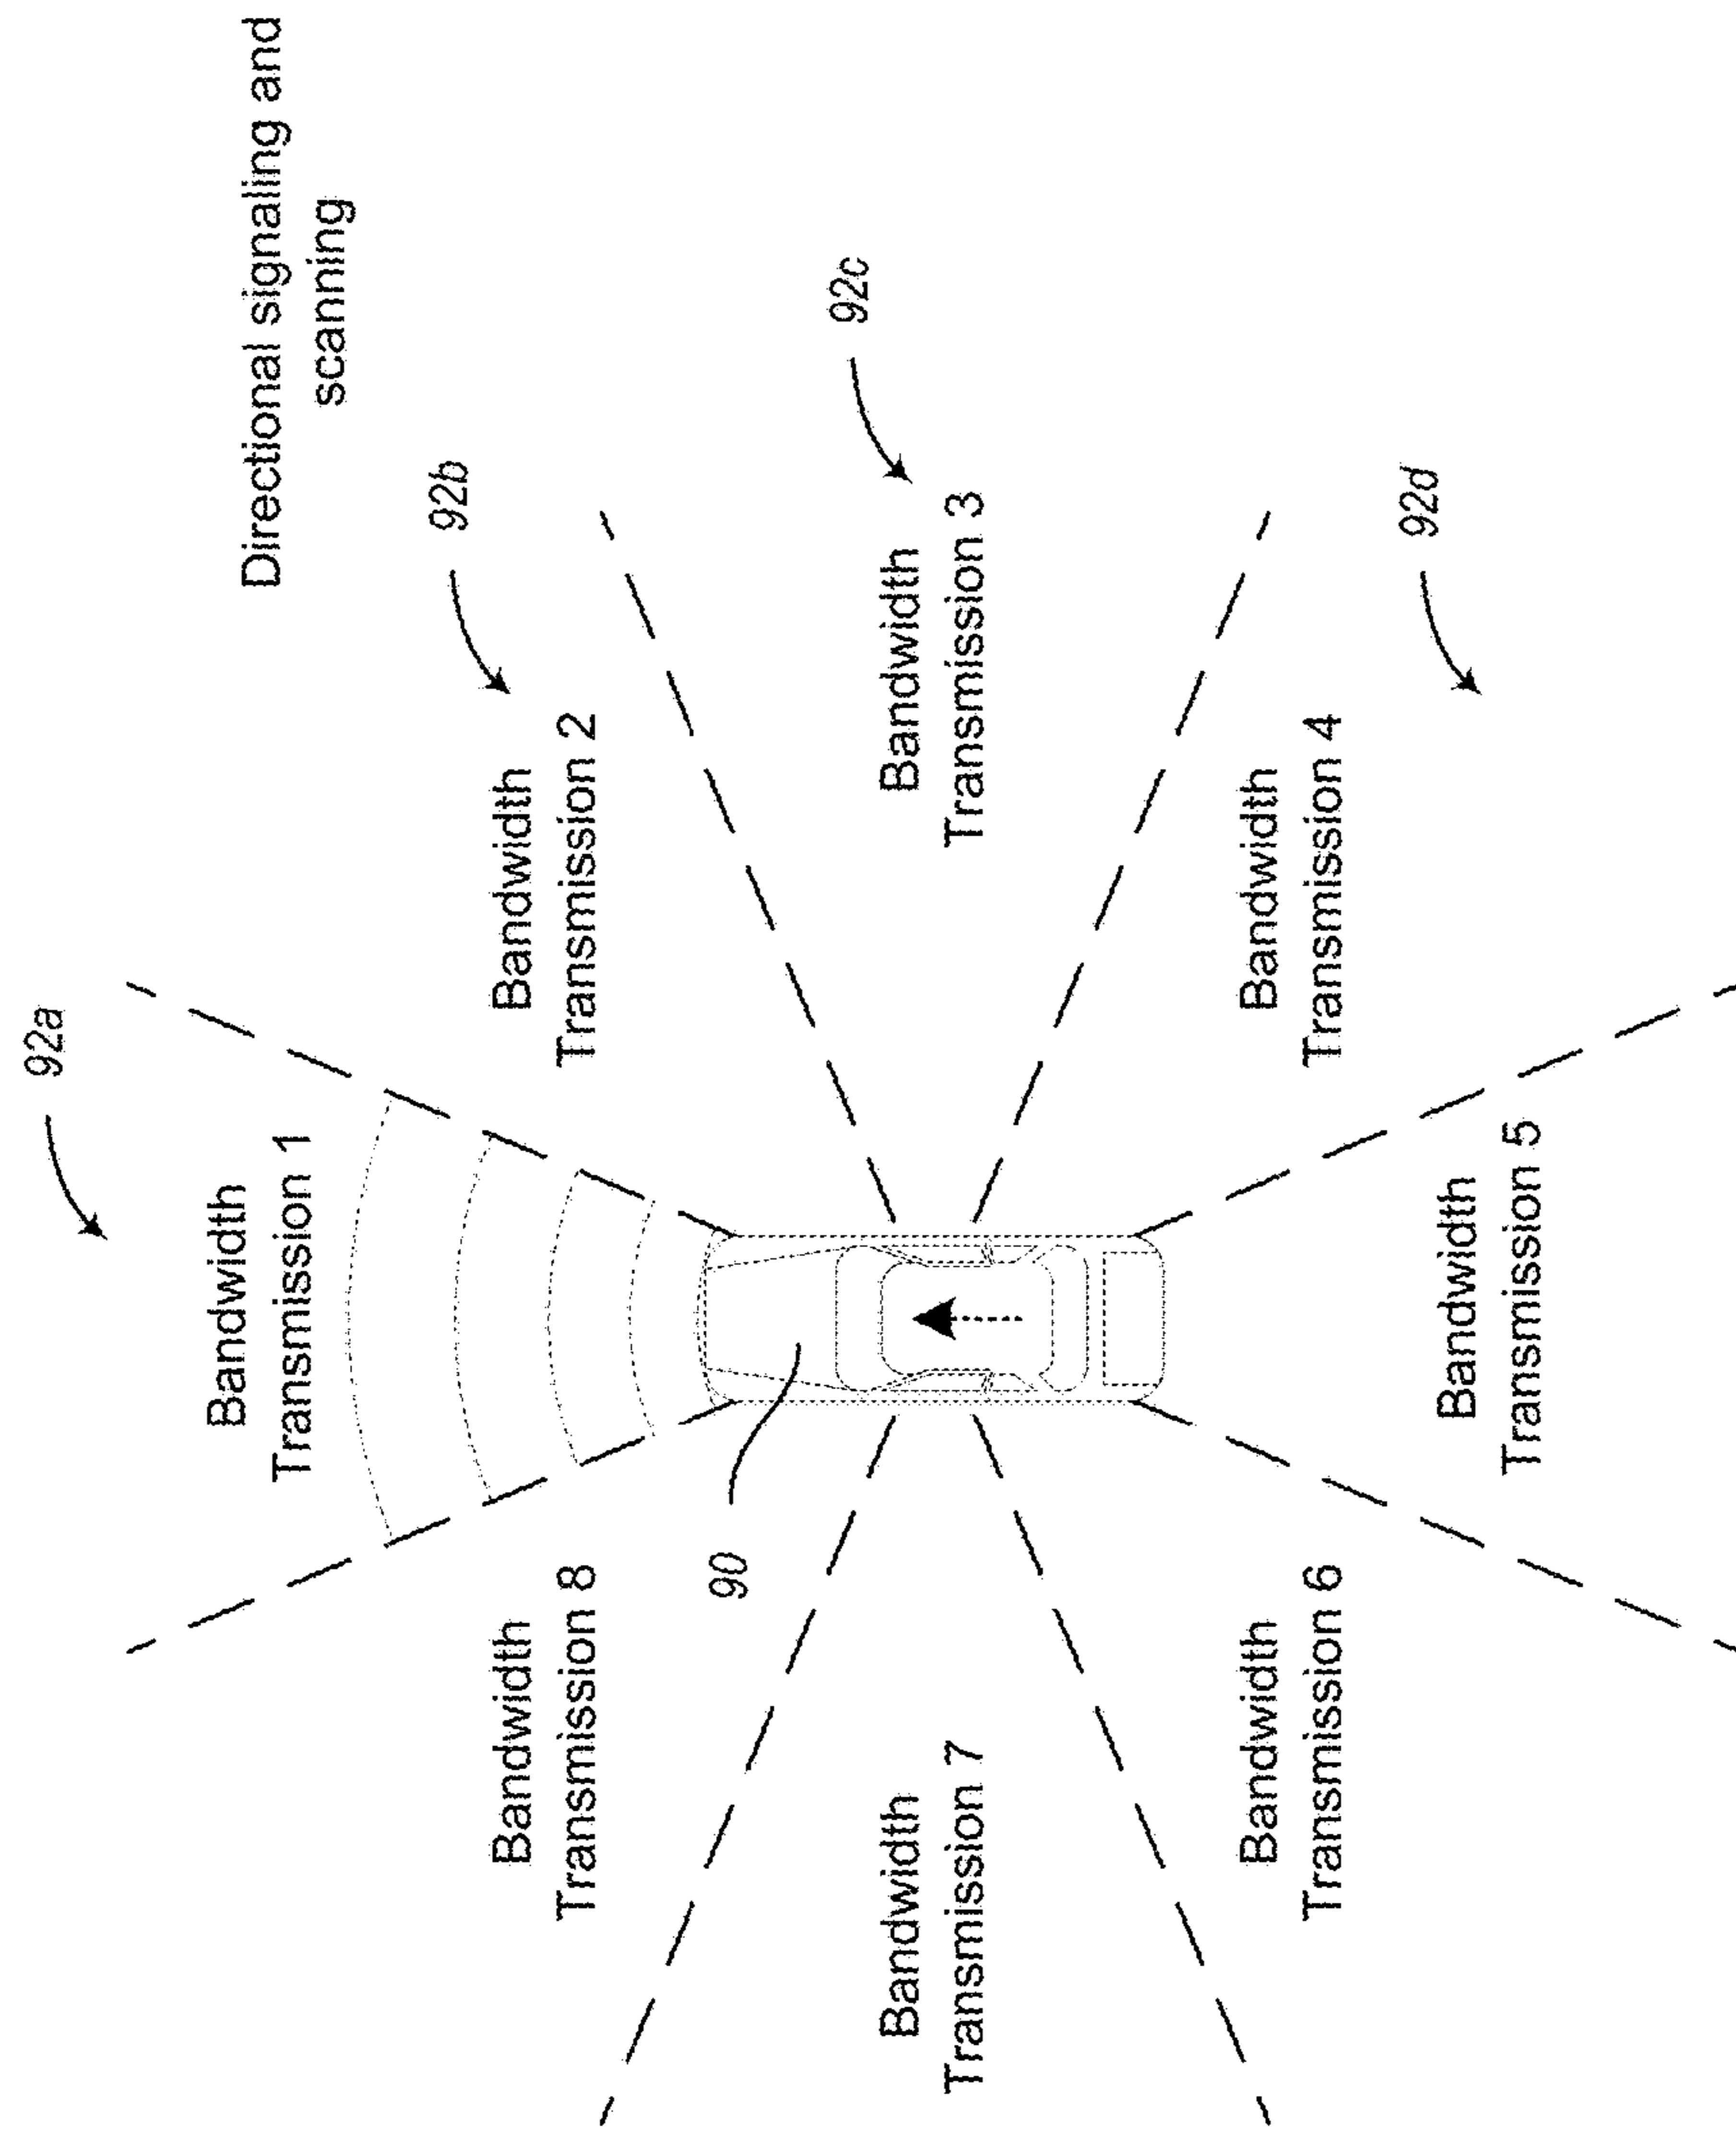 Directional signaling and
scanning
92a
Bandwidth
Transmission 1
92b
Bandwidth
Transmission 2
92c
Bandwidth
Transmission 3
92d
Bandwidth
Transmission 4
Bandwidth
Transmission 5
Bandwidth
Transmission 6
Bandwidth
Transmission 7
Bandwidth
Transmission 8
90